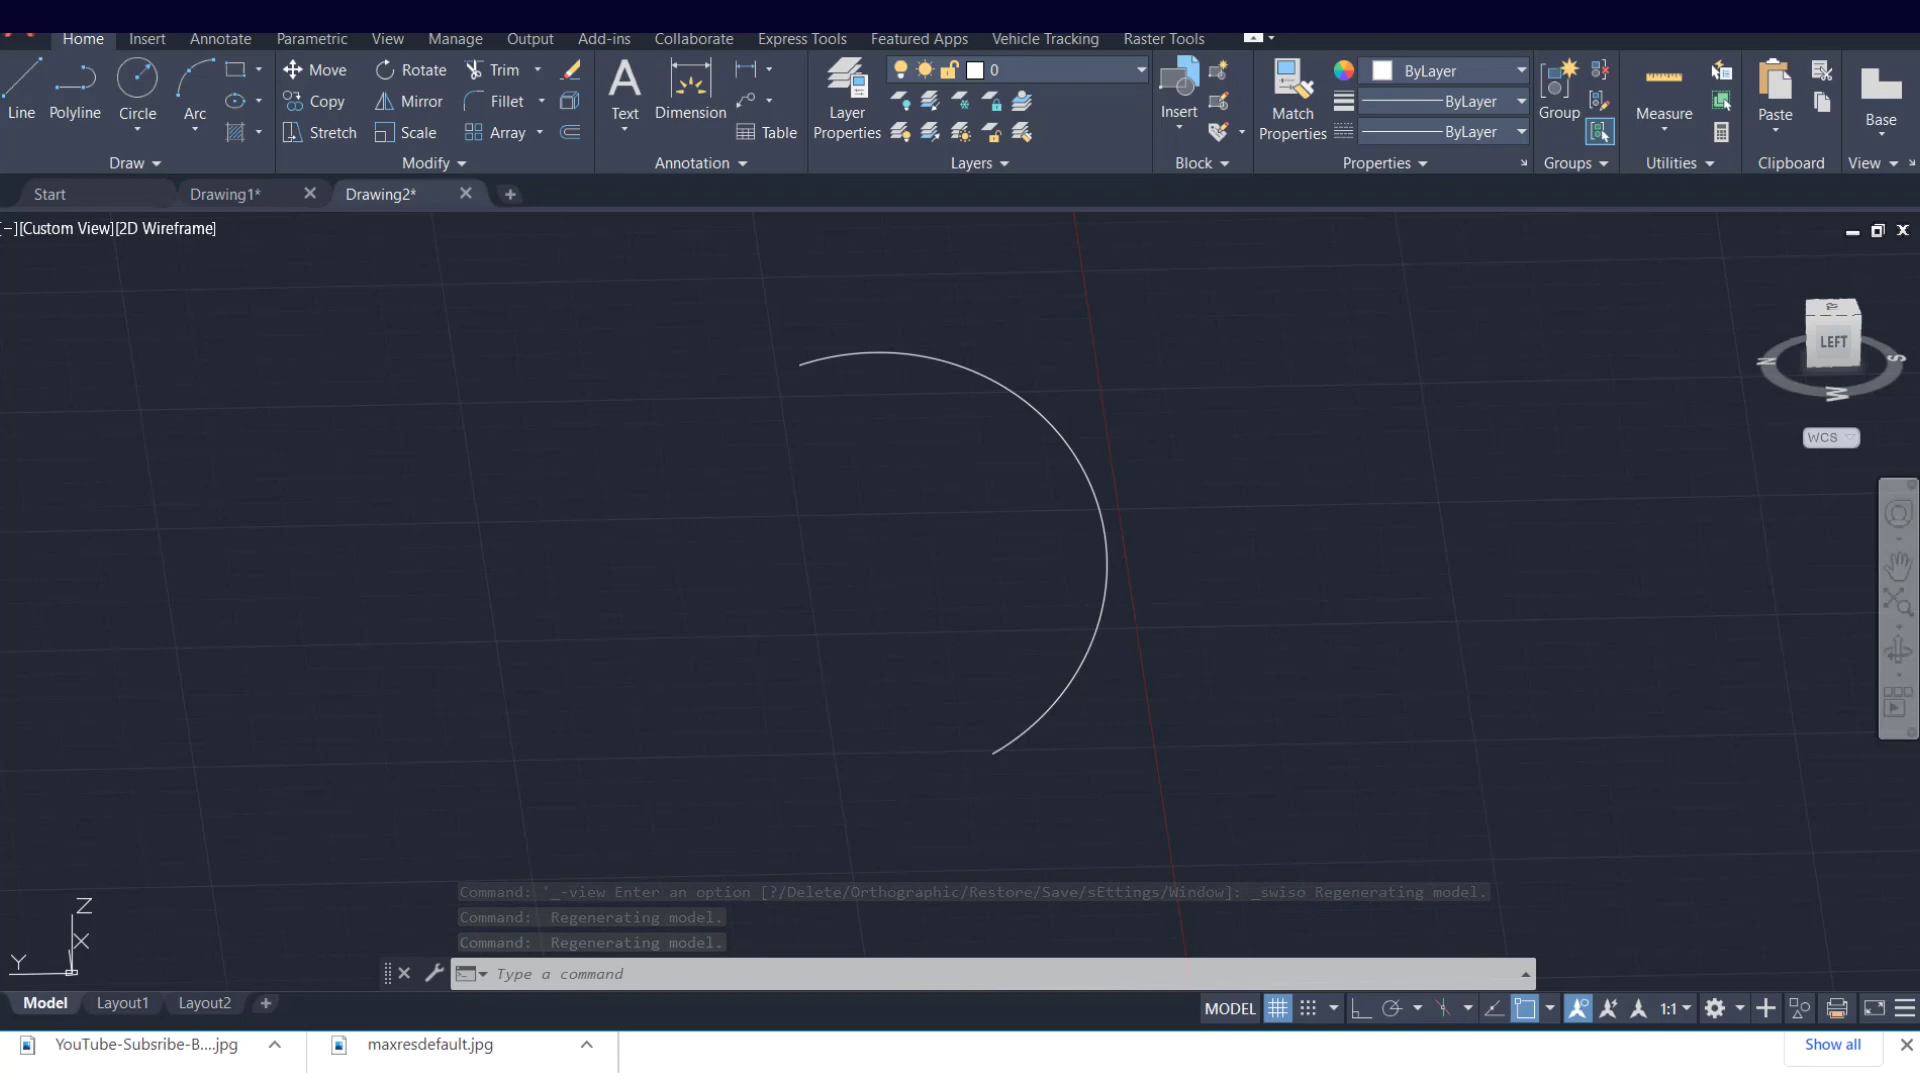 Home Insert Annotate Parametric View Manage Output Add-ins Collaborate Express Tools Featured Apps Vehicle Tracking Raster Tools
Line Polyline Circle Arc
Move Rotate Trim
Copy Mirror Fillet
Stretch Scale Array
Text Dimension
Table
Layer Properties
0
Insert
Match Properties
ByLayer
ByLayer
ByLayer
Group
Measure
Paste
Base
Draw Modify Annotation Layers Block Properties Groups Utilities Clipboard View
Start Drawing1* Drawing2*
[−][Custom View][2D Wireframe]
LEFT
N S
W
WCS
Z
X
Y
Command: '_-view Enter an option [?/Delete/Orthographic/Restore/Save/sEttings/Window]: _swiso Regenerating model.
Command: Regenerating model.
Command: Regenerating model.
Type a command
Model Layout1 Layout2
MODEL 1:1
YouTube-Subsribe-B....jpg maxresdefault.jpg Show all